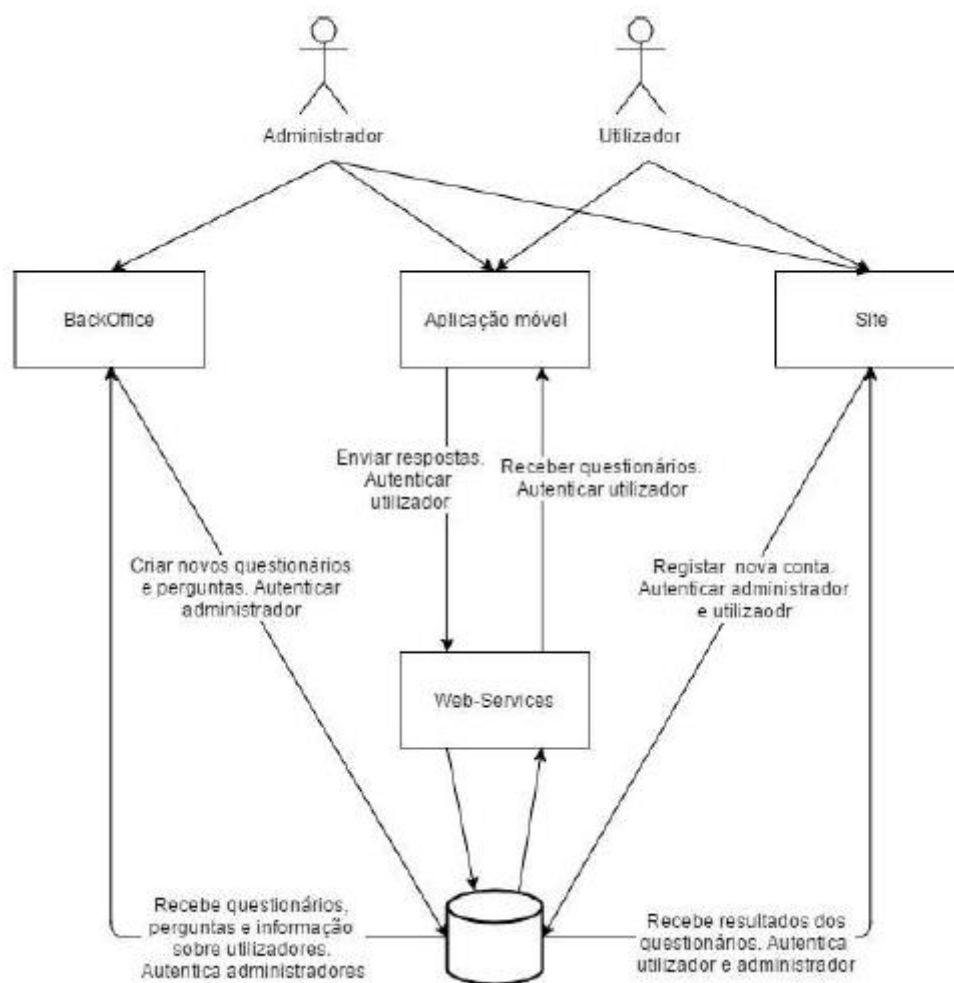 Administrador
Utilizador
BackOffice
Aplicação móvel
Site
Enviar respostas.
Autenticar
utilizador
Receber questionários.
Autenticar utilizador
Criar novos questionários
e perguntas. Autenticar
administrador
Registar nova conta.
Autenticar administrador
e utilizaodr
Web-Services
Recebe questionários,
perguntas e informação
sobre utilizadores.
Autentica administradores
Recebe resultados dos
questionários. Autentica
utilizador e administrador